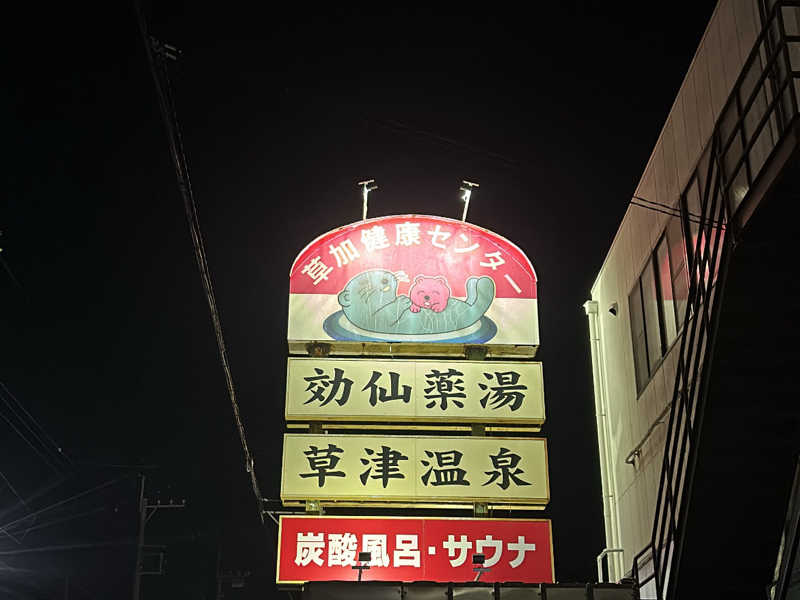 草加健康センター
効仙薬湯
草津温泉
炭酸風呂・サウナ